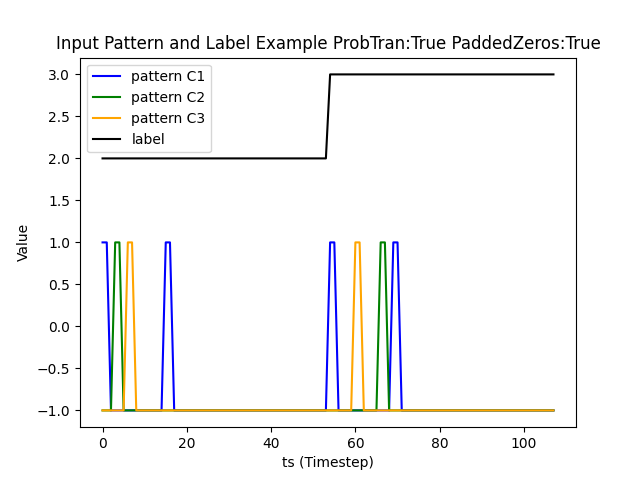 Input Pattern and Label Example ProbTran:True PaddedZeros:True
pattern C1
pattern C2
pattern C3
label
3.0
2.5
2.0
1.5
1.0
0.5
0.0
−0.5
−1.0
Value
0 20 40 60 80 100
ts (Timestep)